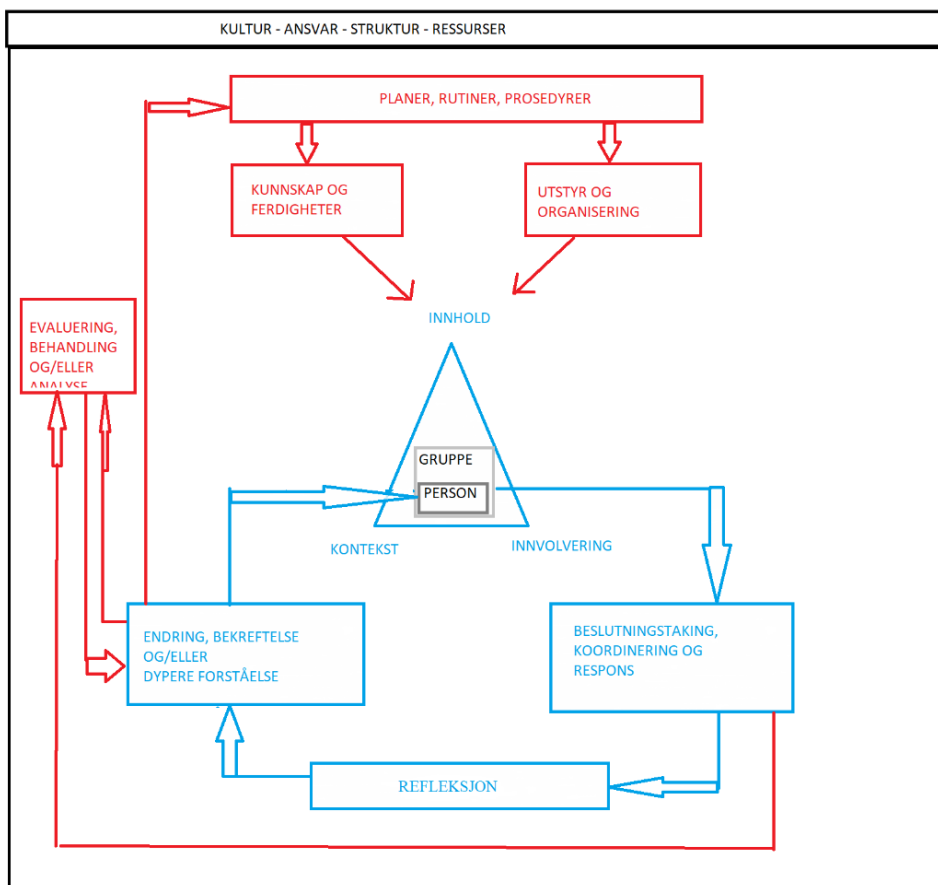 KULTUR - ANSVAR - STRUKTUR - RESSURSER
PLANER, RUTINER, PROSEDYRER
KUNNSKAP OG
FERDIGHETER
UTSTYR OG
ORGANISERING
INNHOLD
EVALUERING,
BEHANDLING
OG/ELLER
ANALYSE
GRUPPE
PERSON
KONTEKST
INNVOLVERING
ENDRING, BEKREFTELSE
OG/ELLER
DYPERE FORSTÅELSE
BESLUTNINGSTAKING,
KOORDINERING OG
RESPONS
REFLEKSJON